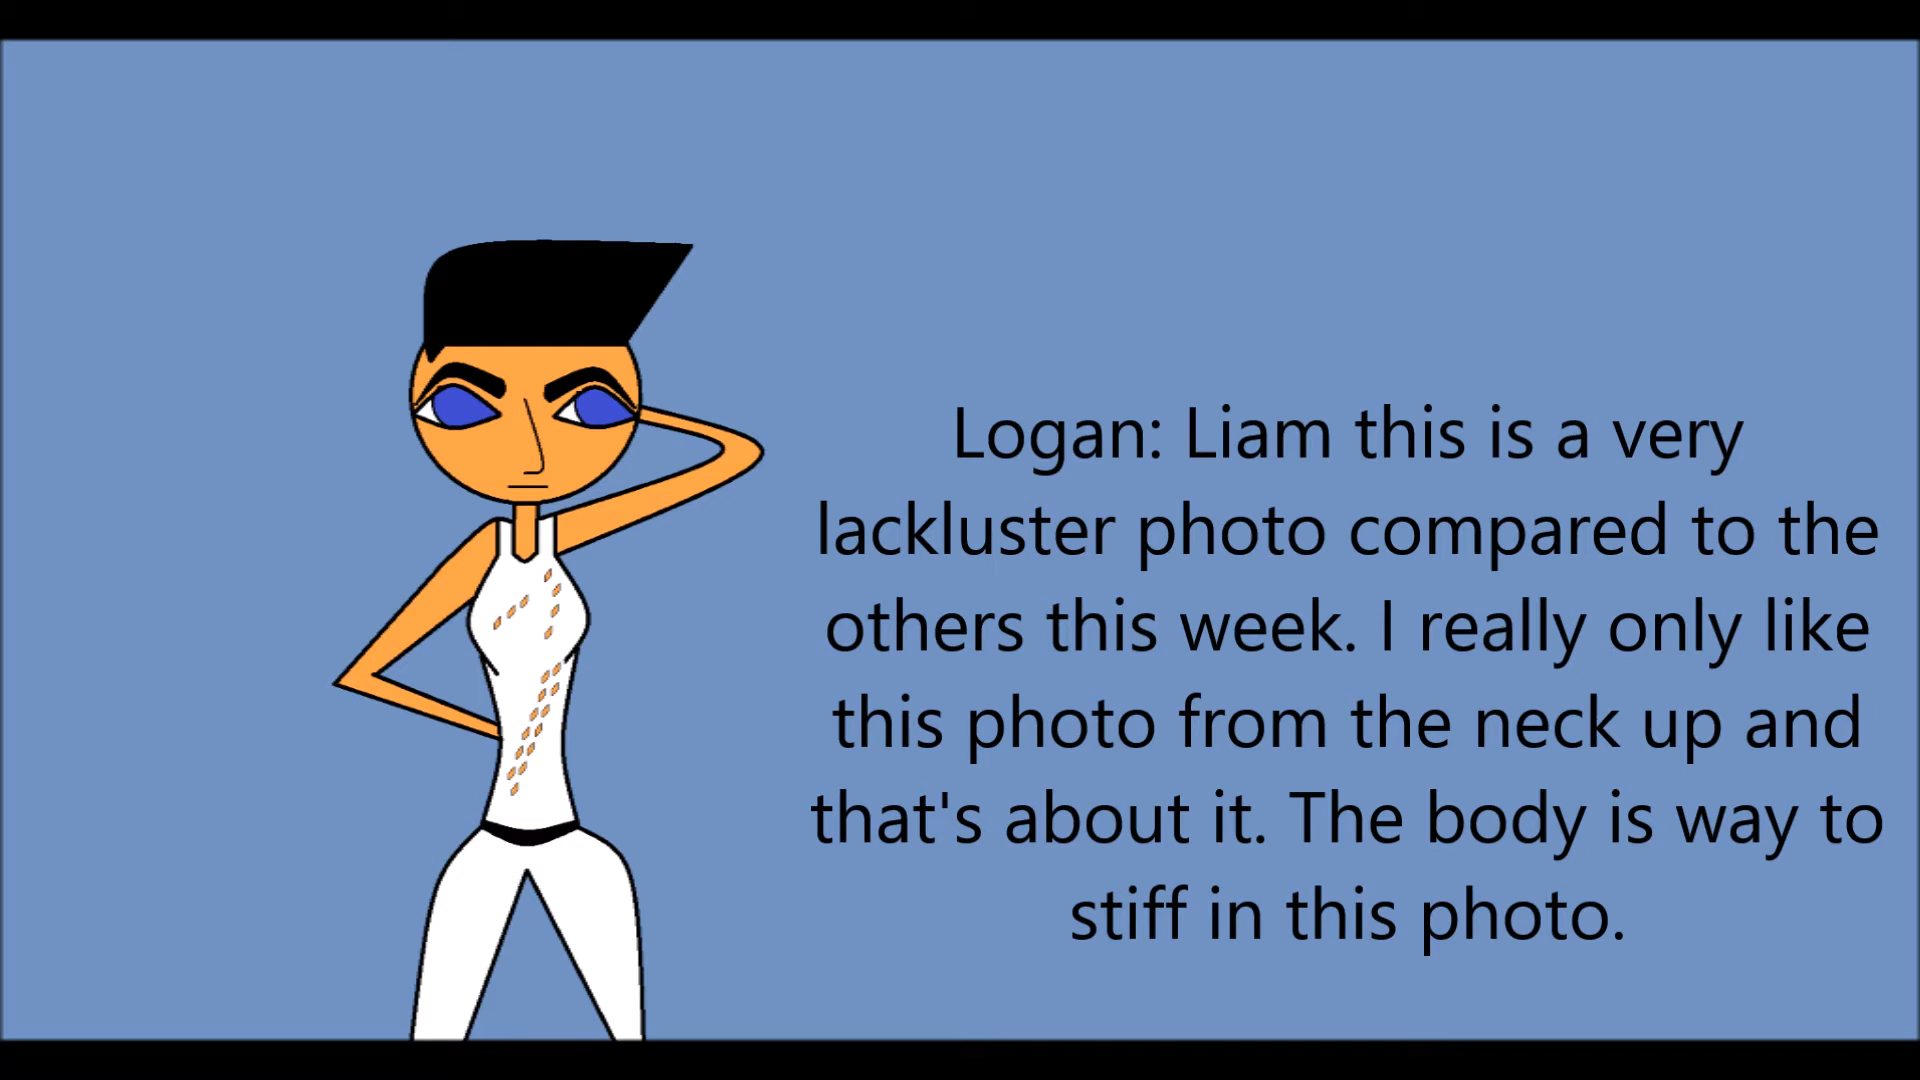 Logan: Liam this is a very
lackluster photo compared to the
others this week. I really only like
this photo from the neck up and
that's about it. The body is way to
stiff in this photo.